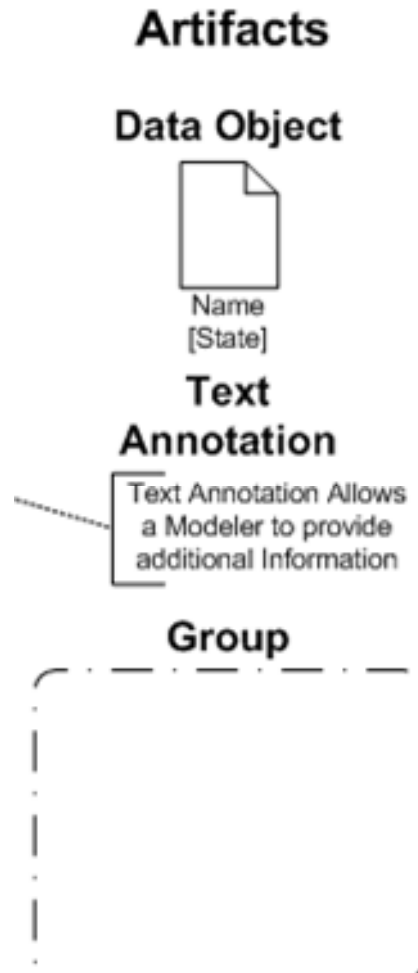 Artifacts
Data Object
Name
[State]
Text
Annotation
Text Annotation Allows
a Modeler to provide
additional Information
Group